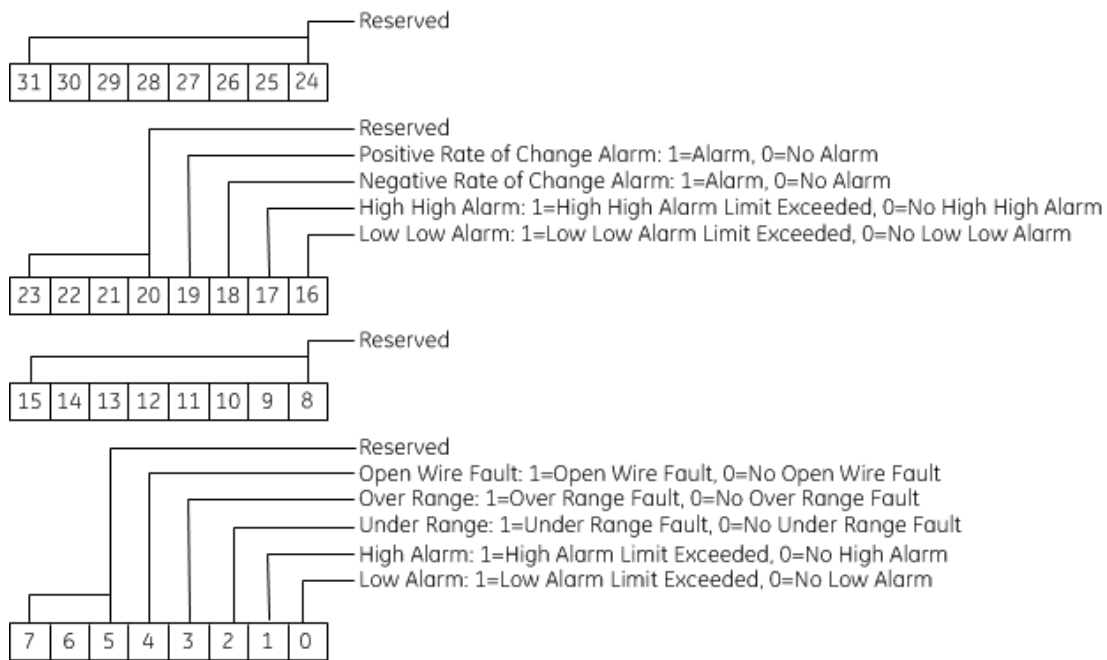 Reserved
31 30 29 28 27 26 25 24
Reserved
Positive Rate of Change Alarm: 1=Alarm, 0=No Alarm
Negative Rate of Change Alarm: 1=Alarm, 0=No Alarm
High High Alarm: 1=High High Alarm Limit Exceeded, 0=No High High Alarm
Low Low Alarm: 1=Low Low Alarm Limit Exceeded, 0=No Low Low Alarm
23 22 21 20 19 18 17 16
Reserved
15 14 13 12 11 10 9 8
Reserved
Open Wire Fault: 1=Open Wire Fault, 0=No Open Wire Fault
Over Range: 1=Over Range Fault, 0=No Over Range Fault
Under Range: 1=Under Range Fault, 0=No Under Range Fault
High Alarm: 1=High Alarm Limit Exceeded, 0=No High Alarm
Low Alarm: 1=Low Alarm Limit Exceeded, 0=No Low Alarm
7 6 5 4 3 2 1 0